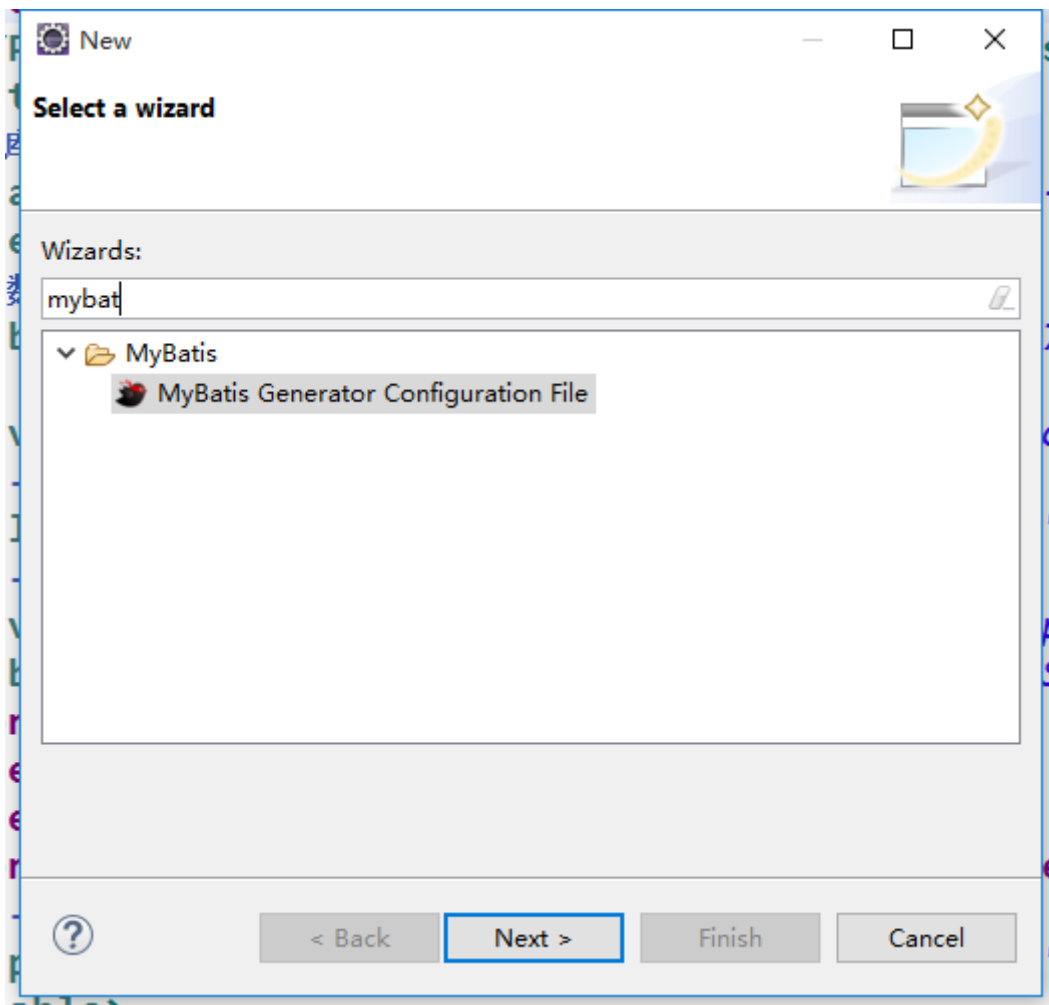 New
Select a wizard
Wizards:
mybat
MyBatis
MyBatis Generator Configuration File
< Back
Next >
Finish
Cancel